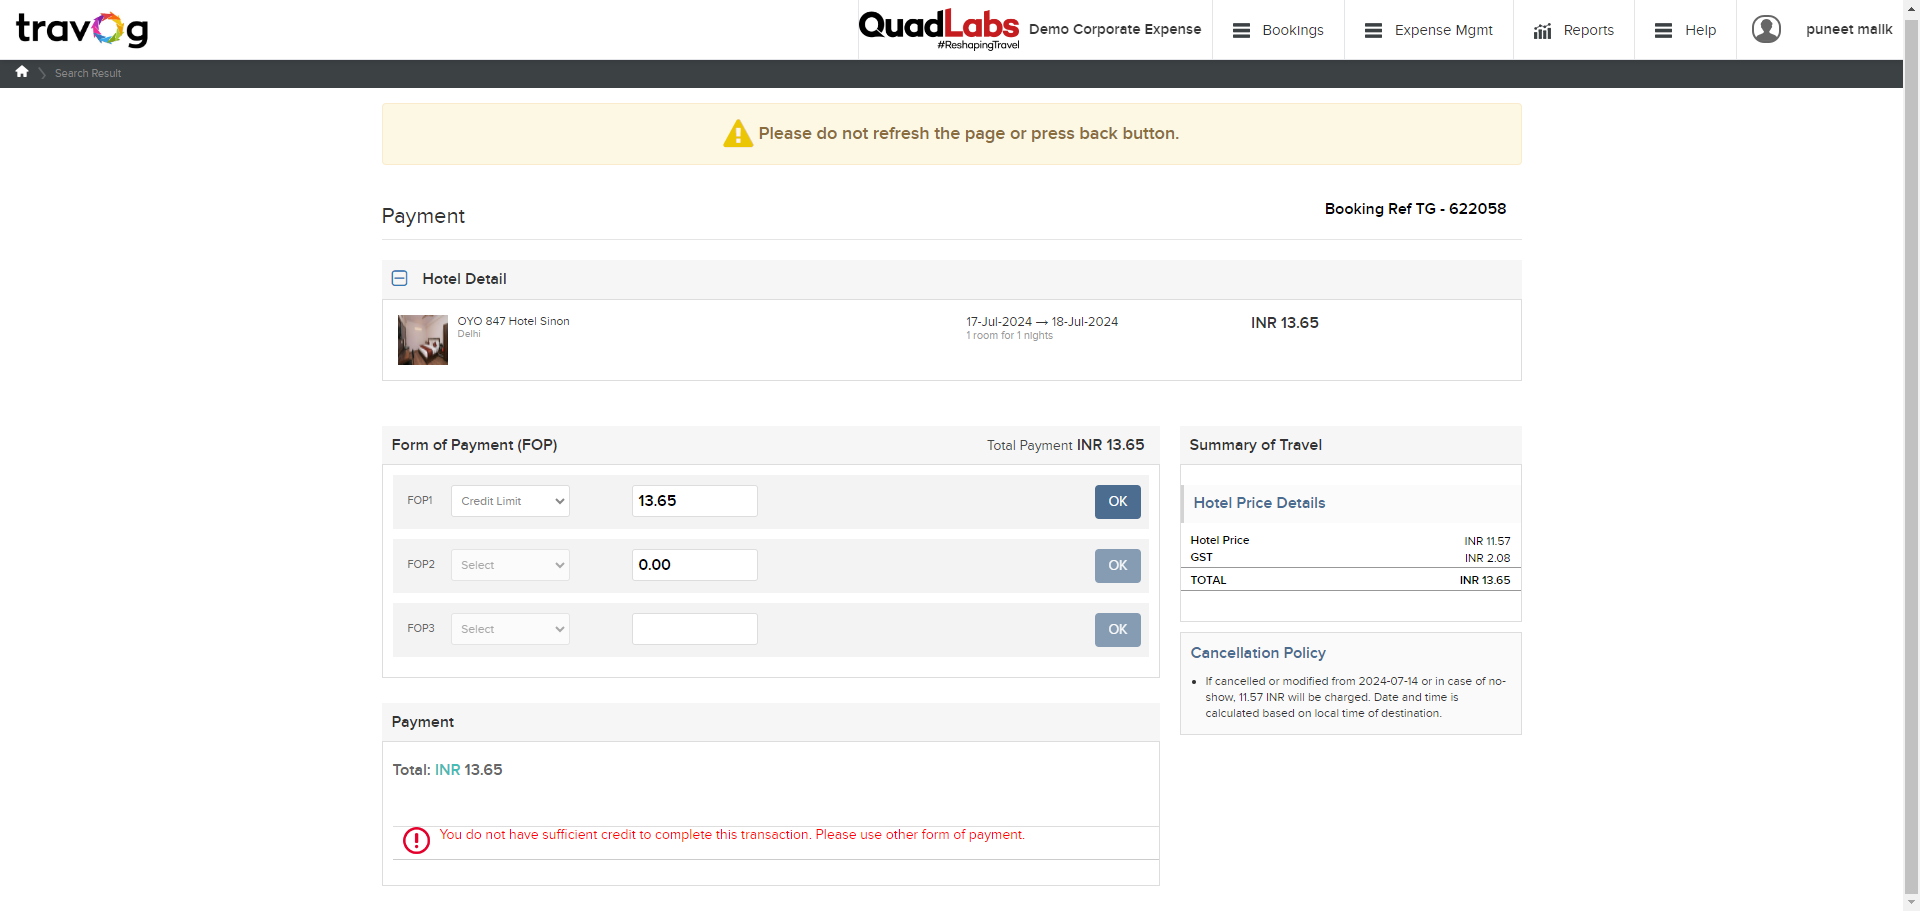 travog
QuadLabs
#ReshapingTravel
Demo Corporate Expense
Bookings
Expense Mgmt
Reports
Help
puneet malik
Search Result
Please do not refresh the page or press back button.
Payment
Booking Ref TG - 622058
Hotel Detail
OYO 847 Hotel Sinon
Delhi
17-Jul-2024 → 18-Jul-2024
1 room for 1 nights
INR 13.65
Form of Payment (FOP)
Total Payment INR 13.65
FOP1 Credit Limit 13.65 OK
FOP2 Select 0.00 OK
FOP3 Select OK
Summary of Travel
Hotel Price Details
Hotel Price INR 11.57
GST INR 2.08
TOTAL INR 13.65
Cancellation Policy
If cancelled or modified from 2024-07-14 or in case of no-
show, 11.57 INR will be charged. Date and time is
calculated based on local time of destination.
Payment
Total: INR 13.65
You do not have sufficient credit to complete this transaction. Please use other form of payment.